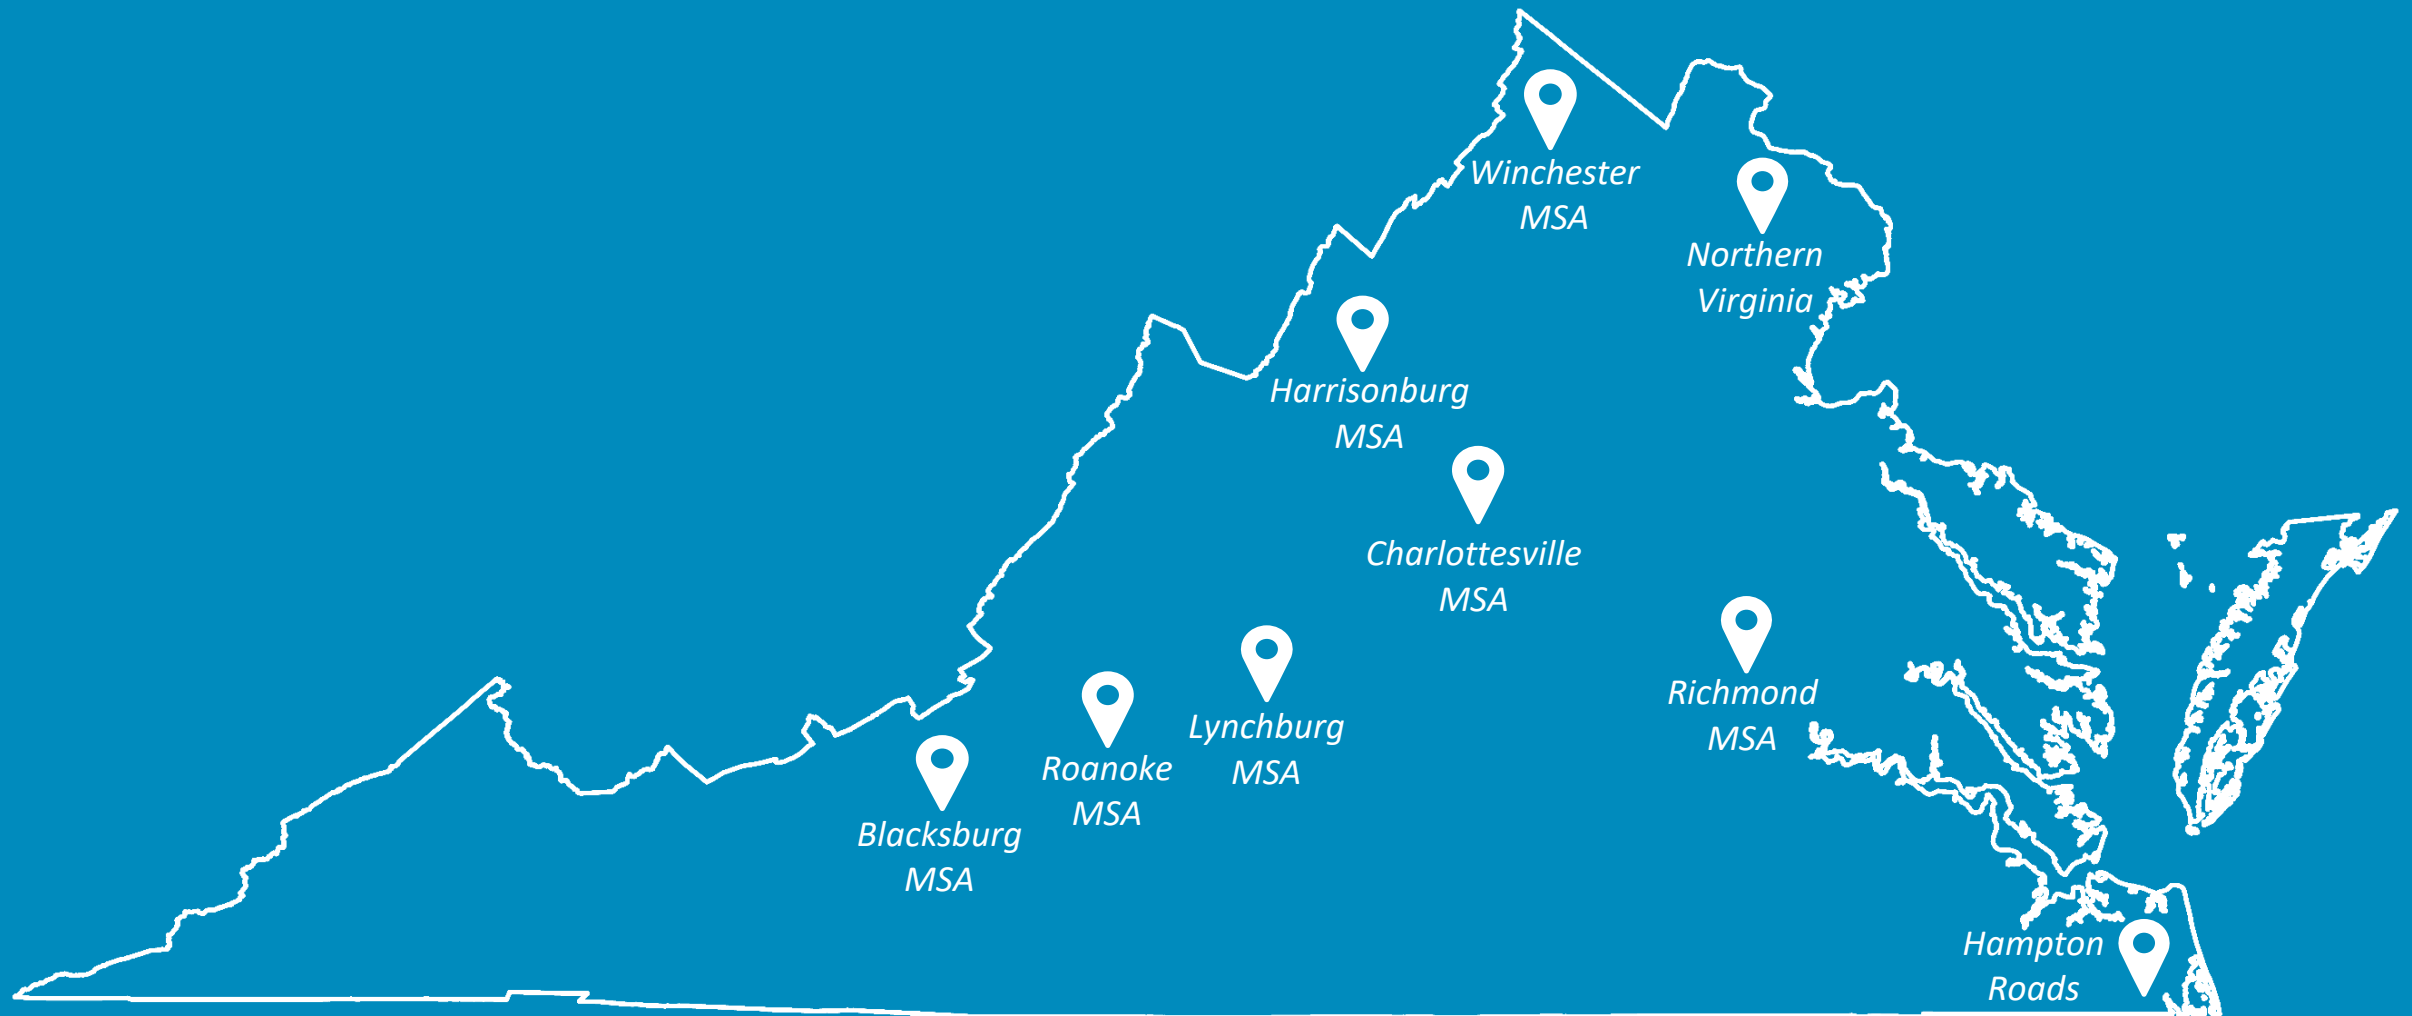 Winchester
MSA
Northern
Virginia
Harrisonburg
MSA
Charlottesville
MSA
Richmond
MSA
Lynchburg
MSA
Roanoke
MSA
Blacksburg
MSA
Hampton
Roads